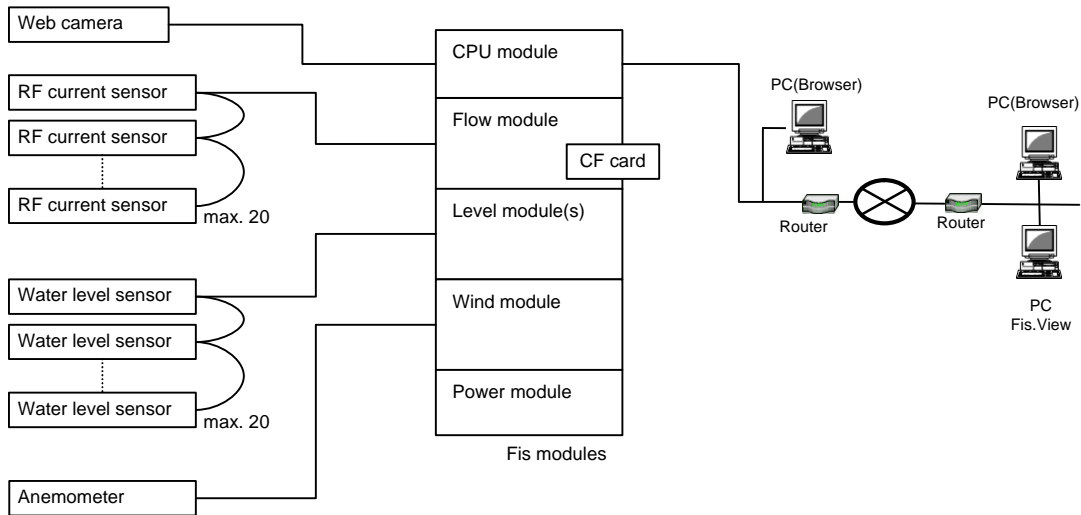 Web camera
RF current sensor
RF current sensor
RF current sensor
max. 20
Water level sensor
Water level sensor
Water level sensor
max. 20
Anemometer
CPU module
Flow module
CF card
Level module(s)
Wind module
Power module
Fis modules
PC(Browser)
Router
Router
PC(Browser)
PC
Fis.View